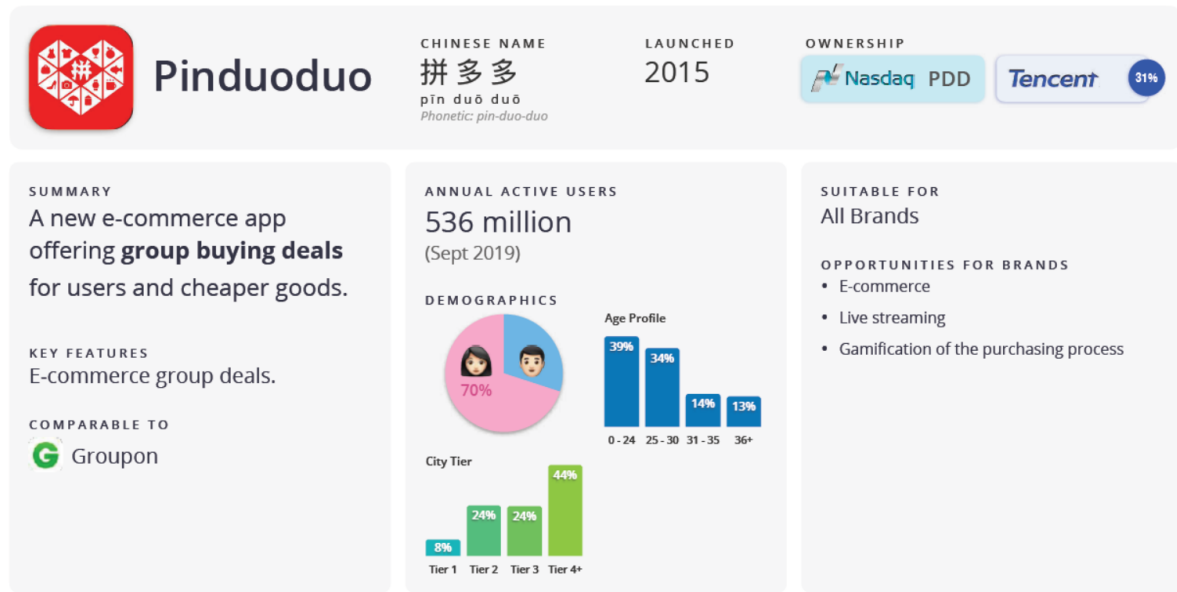 拼
Pinduoduo
CHINESE NAME
拼多多
pīn duō duō
Phonetic: pin-duo-duo
LAUNCHED
2015
OWNERSHIP
Nasdaq PDD
Tencent 31%
SUMMARY
A new e-commerce app
offering group buying deals
for users and cheaper goods.
KEY FEATURES
E-commerce group deals.
COMPARABLE TO
G Groupon
ANNUAL ACTIVE USERS
536 million
(Sept 2019)
DEMOGRAPHICS
70%
Age Profile
39% 34% 14% 13%
0 - 24 25 - 30 31 - 35 36+
City Tier
8% 24% 24% 44%
Tier 1 Tier 2 Tier 3 Tier 4+
SUITABLE FOR
All Brands
OPPORTUNITIES FOR BRANDS
• E-commerce
• Live streaming
• Gamification of the purchasing process